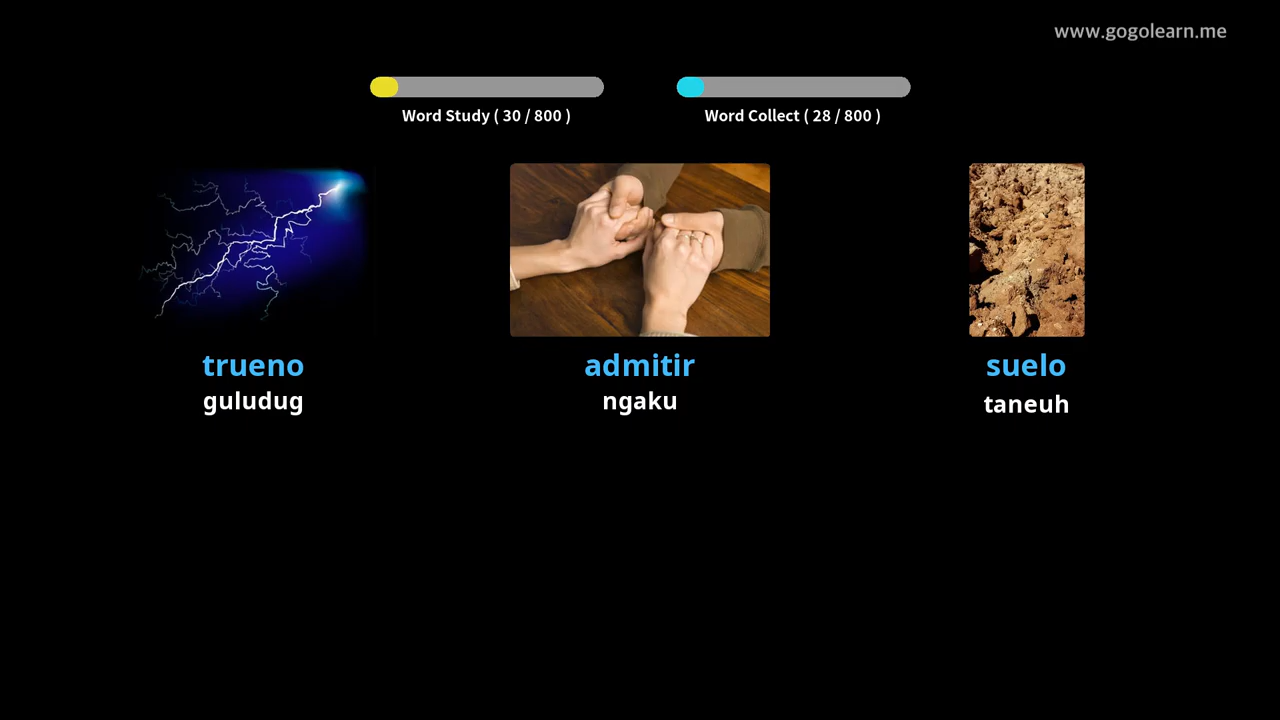 www.gogolearn.me
Word Study ( 30 / 800 )
Word Collect ( 28 / 800 )
trueno
guludug
admitir
ngaku
suelo
taneuh